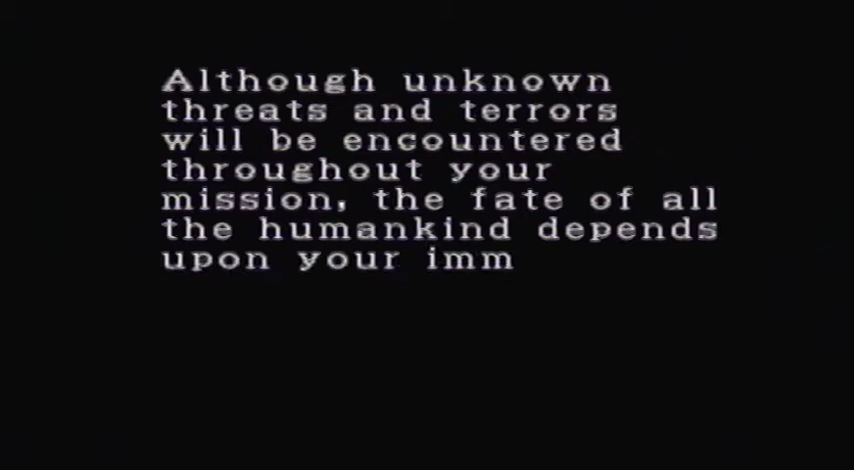 Although unknown
threats and terrors
will be encountered
throughout your
mission, the fate of all
the humankind depends
upon your imm